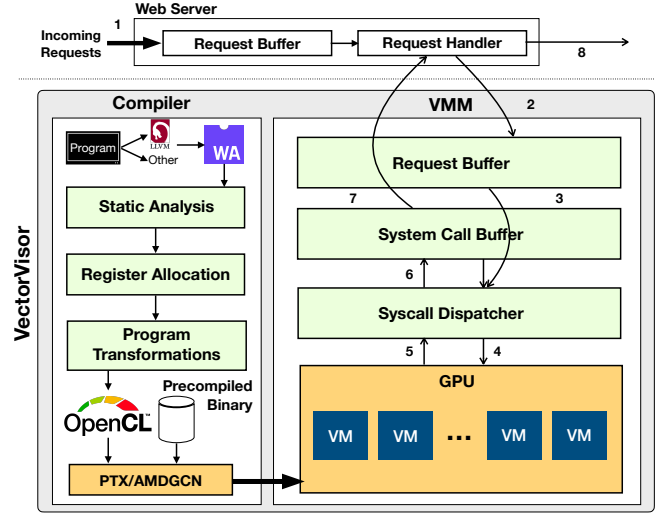 Web Server
1
Incoming
Requests
Request Buffer
Request Handler
8
Compiler
VMM
2
Program
LLVM
Other
WA
Request Buffer
Static Analysis
7
3
System Call Buffer
Register Allocation
6
VectorVisor
Syscall Dispatcher
Program
Transformations
5
4
Precompiled
Binary
GPU
OpenCL™
VM
VM
...
VM
VM
PTX/AMDGCN